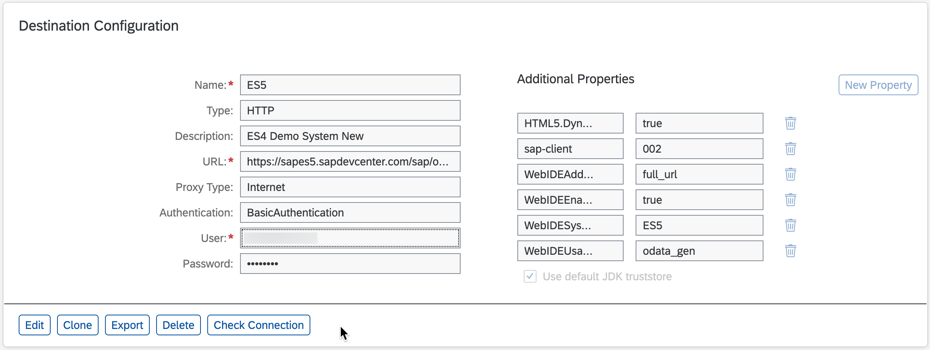 Destination Configuration
Name:* ES5
Type: HTTP
Description: ES4 Demo System New
URL:* https://sapes5.sapdevcenter.com/sap/o...
Proxy Type: Internet
Authentication: BasicAuthentication
User:*
Password: ••••••••
Additional Properties
New Property
HTML5.Dyn... true
sap-client 002
WebIDEAdd... full_url
WebIDEEna... true
WebIDESys... ES5
WebIDEUsa... odata_gen
Use default JDK truststore
Edit Clone Export Delete Check Connection